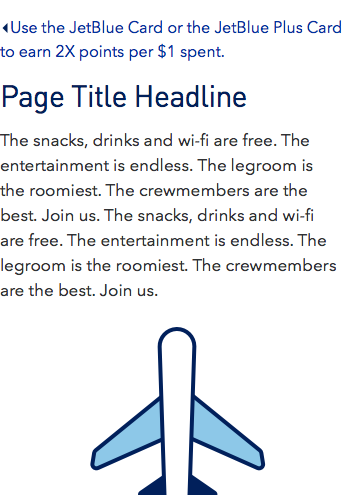 Use the JetBlue Card or the JetBlue Plus Card
to earn 2X points per $1 spent.
Page Title Headline
The snacks, drinks and wi-fi are free. The
entertainment is endless. The legroom is
the roomiest. The crewmembers are the
best. Join us. The snacks, drinks and wi-fi
are free. The entertainment is endless. The
legroom is the roomiest. The crewmembers
are the best. Join us.